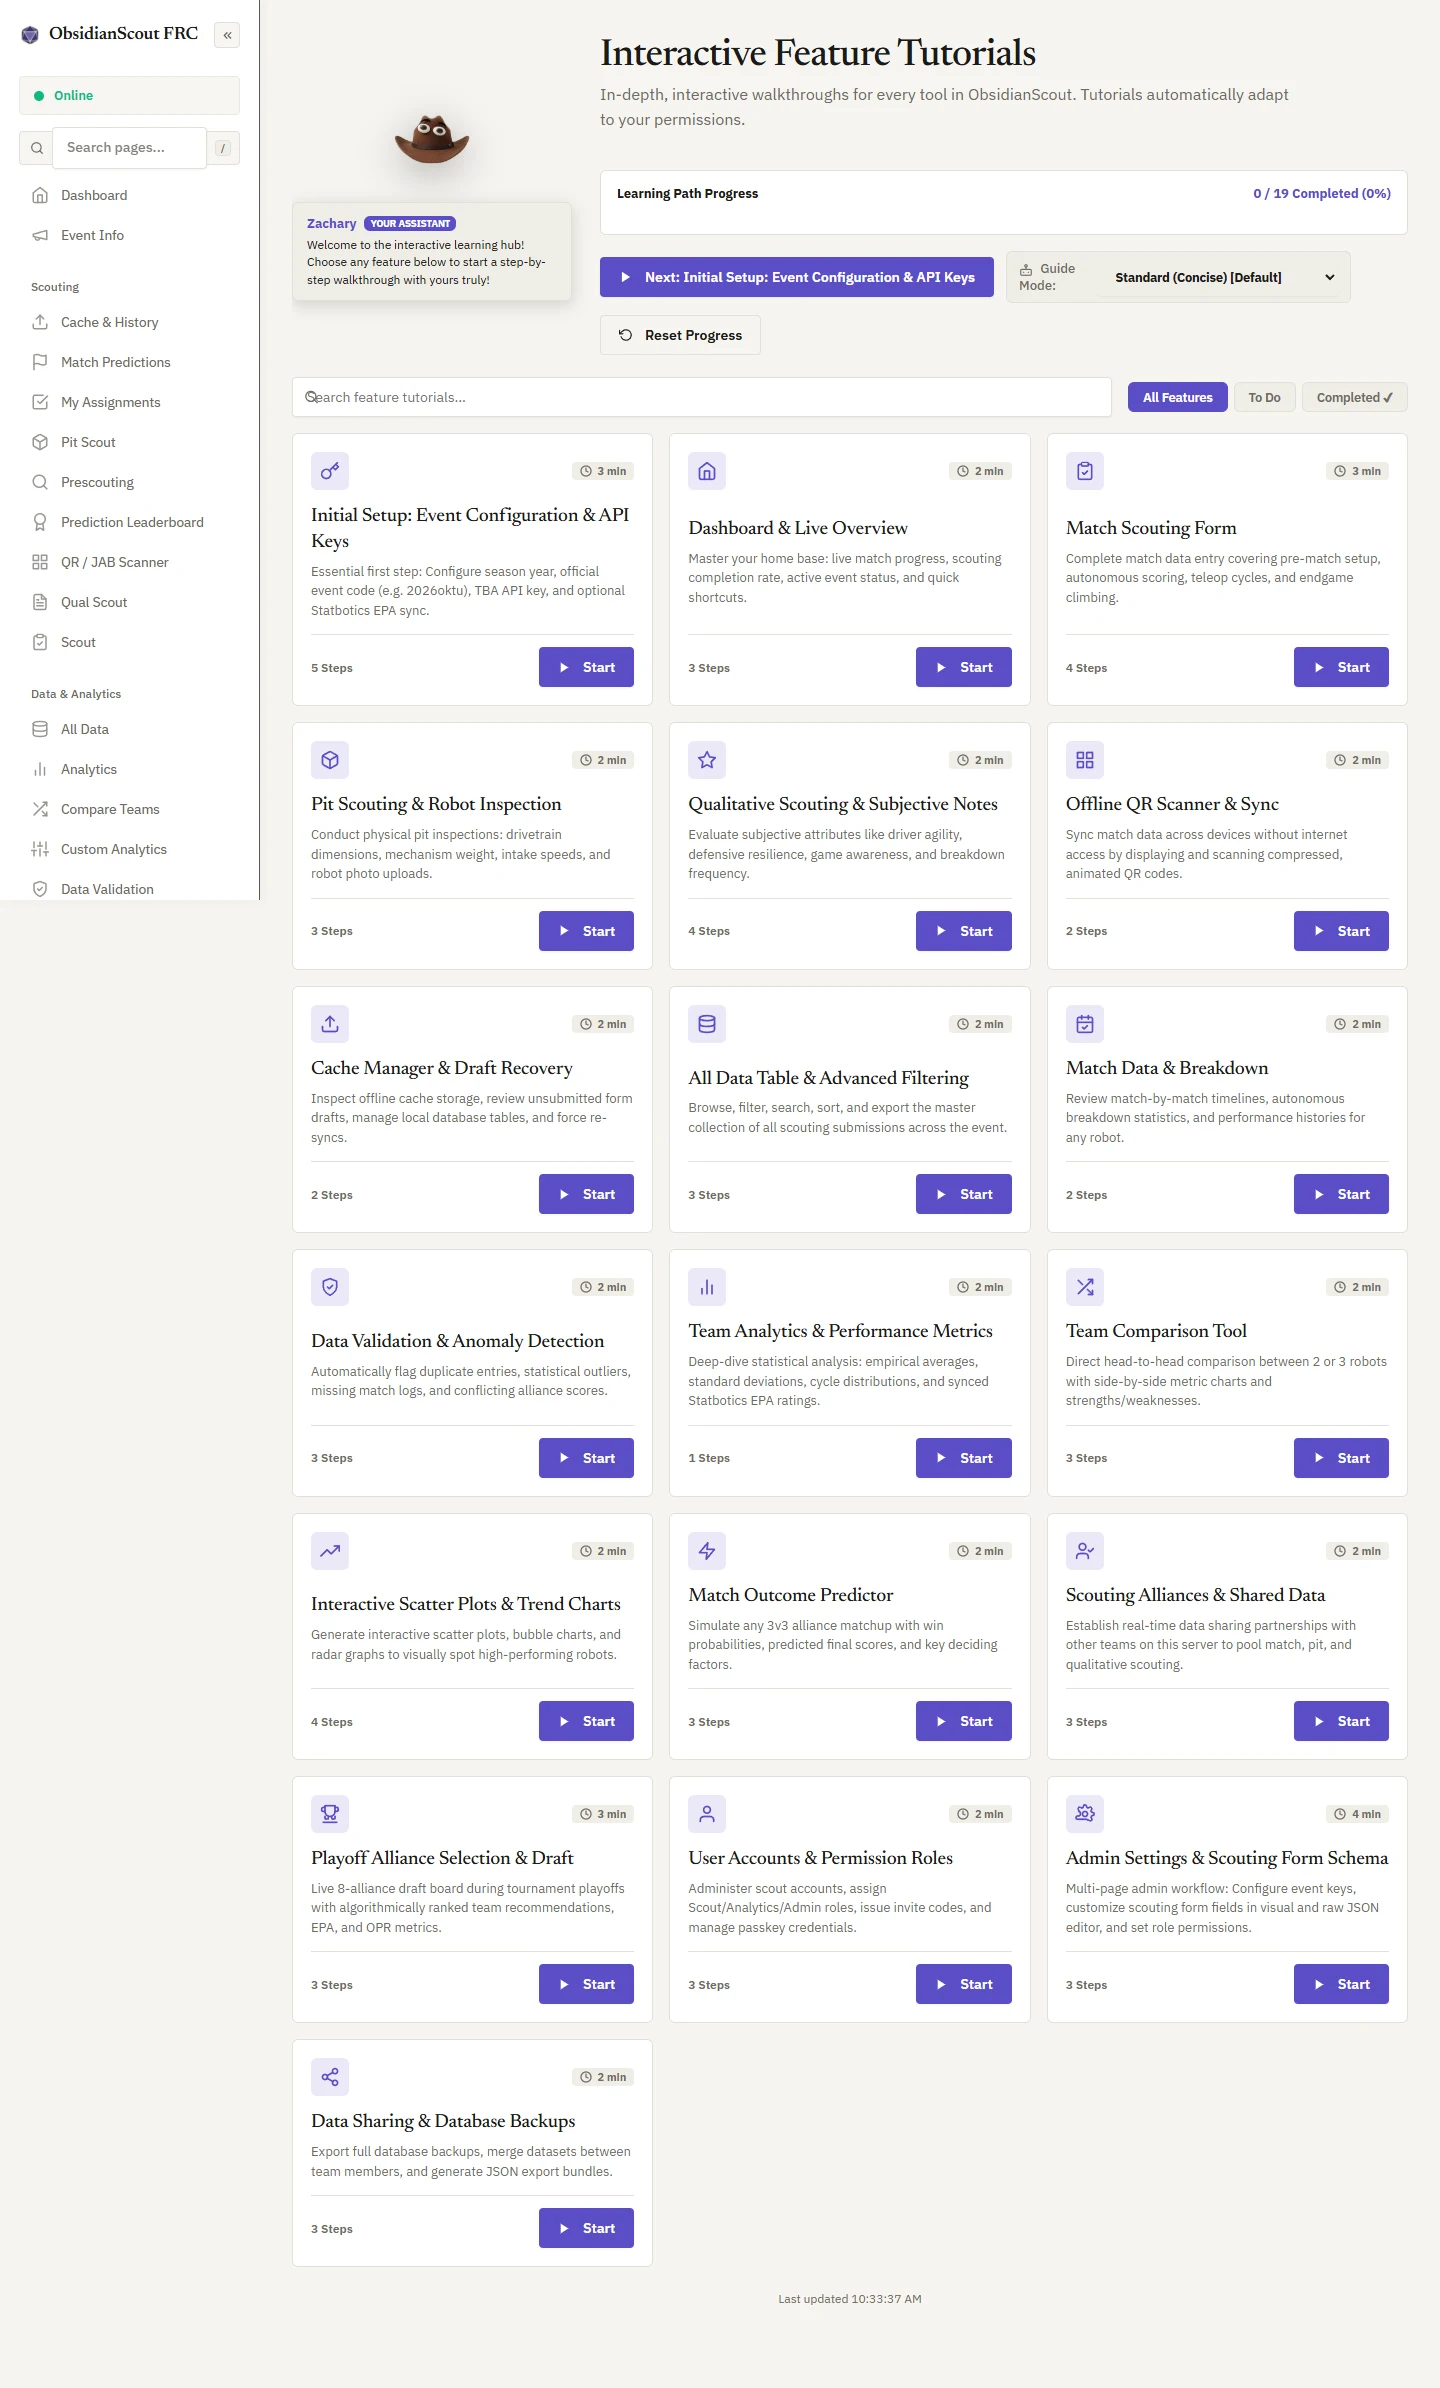 ObsidianScout FRC
«
Online
Search pages...
/
Dashboard
Event Info
Scouting
Cache & History
Match Predictions
My Assignments
Pit Scout
Prescouting
Prediction Leaderboard
QR / JAB Scanner
Qual Scout
Scout
Data & Analytics
All Data
Analytics
Compare Teams
Custom Analytics
Data Validation
Interactive Feature Tutorials
In-depth, interactive walkthroughs for every tool in ObsidianScout. Tutorials automatically adapt
to your permissions.
Zachary YOUR ASSISTANT
Welcome to the interactive learning hub!
Choose any feature below to start a step-by-
step walkthrough with yours truly!
Learning Path Progress
0 / 19 Completed (0%)
Next: Initial Setup: Event Configuration & API Keys
Guide
Mode:
Standard (Concise) [Default]
Reset Progress
Search feature tutorials...
All Features
To Do
Completed ✓
3 min
Initial Setup: Event Configuration & API
Keys
Essential first step: Configure season year, official
event code (e.g. 2026oktu), TBA API key, and optional
Statbotics EPA sync.
5 Steps
Start
2 min
Dashboard & Live Overview
Master your home base: live match progress, scouting
completion rate, active event status, and quick
shortcuts.
3 Steps
Start
3 min
Match Scouting Form
Complete match data entry covering pre-match setup,
autonomous scoring, teleop cycles, and endgame
climbing.
4 Steps
Start
2 min
Pit Scouting & Robot Inspection
Conduct physical pit inspections: drivetrain
dimensions, mechanism weight, intake speeds, and
robot photo uploads.
3 Steps
Start
2 min
Qualitative Scouting & Subjective Notes
Evaluate subjective attributes like driver agility,
defensive resilience, game awareness, and breakdown
frequency.
4 Steps
Start
2 min
Offline QR Scanner & Sync
Sync match data across devices without internet
access by displaying and scanning compressed,
animated QR codes.
2 Steps
Start
2 min
Cache Manager & Draft Recovery
Inspect offline cache storage, review unsubmitted form
drafts, manage local database tables, and force re-
syncs.
2 Steps
Start
2 min
All Data Table & Advanced Filtering
Browse, filter, search, sort, and export the master
collection of all scouting submissions across the event.
3 Steps
Start
2 min
Match Data & Breakdown
Review match-by-match timelines, autonomous
breakdown statistics, and performance histories for
any robot.
2 Steps
Start
2 min
Data Validation & Anomaly Detection
Automatically flag duplicate entries, statistical outliers,
missing match logs, and conflicting alliance scores.
3 Steps
Start
2 min
Team Analytics & Performance Metrics
Deep-dive statistical analysis: empirical averages,
standard deviations, cycle distributions, and synced
Statbotics EPA ratings.
1 Steps
Start
2 min
Team Comparison Tool
Direct head-to-head comparison between 2 or 3 robots
with side-by-side metric charts and
strengths/weaknesses.
3 Steps
Start
2 min
Interactive Scatter Plots & Trend Charts
Generate interactive scatter plots, bubble charts, and
radar graphs to visually spot high-performing robots.
4 Steps
Start
2 min
Match Outcome Predictor
Simulate any 3v3 alliance matchup with win
probabilities, predicted final scores, and key deciding
factors.
3 Steps
Start
2 min
Scouting Alliances & Shared Data
Establish real-time data sharing partnerships with
other teams on this server to pool match, pit, and
qualitative scouting.
3 Steps
Start
3 min
Playoff Alliance Selection & Draft
Live 8-alliance draft board during tournament playoffs
with algorithmically ranked team recommendations,
EPA, and OPR metrics.
3 Steps
Start
2 min
User Accounts & Permission Roles
Administer scout accounts, assign
Scout/Analytics/Admin roles, issue invite codes, and
manage passkey credentials.
3 Steps
Start
4 min
Admin Settings & Scouting Form Schema
Multi-page admin workflow: Configure event keys,
customize scouting form fields in visual and raw JSON
editor, and set role permissions.
3 Steps
Start
2 min
Data Sharing & Database Backups
Export full database backups, merge datasets between
team members, and generate JSON export bundles.
3 Steps
Start
Last updated 10:33:37 AM